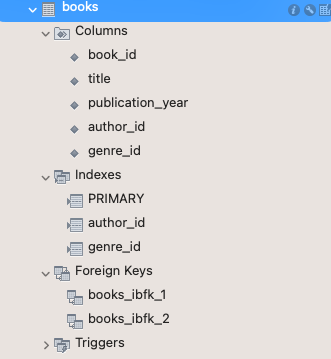 books
Columns
book_id
title
publication_year
author_id
genre_id
Indexes
PRIMARY
author_id
genre_id
Foreign Keys
books_ibfk_1
books_ibfk_2
Triggers